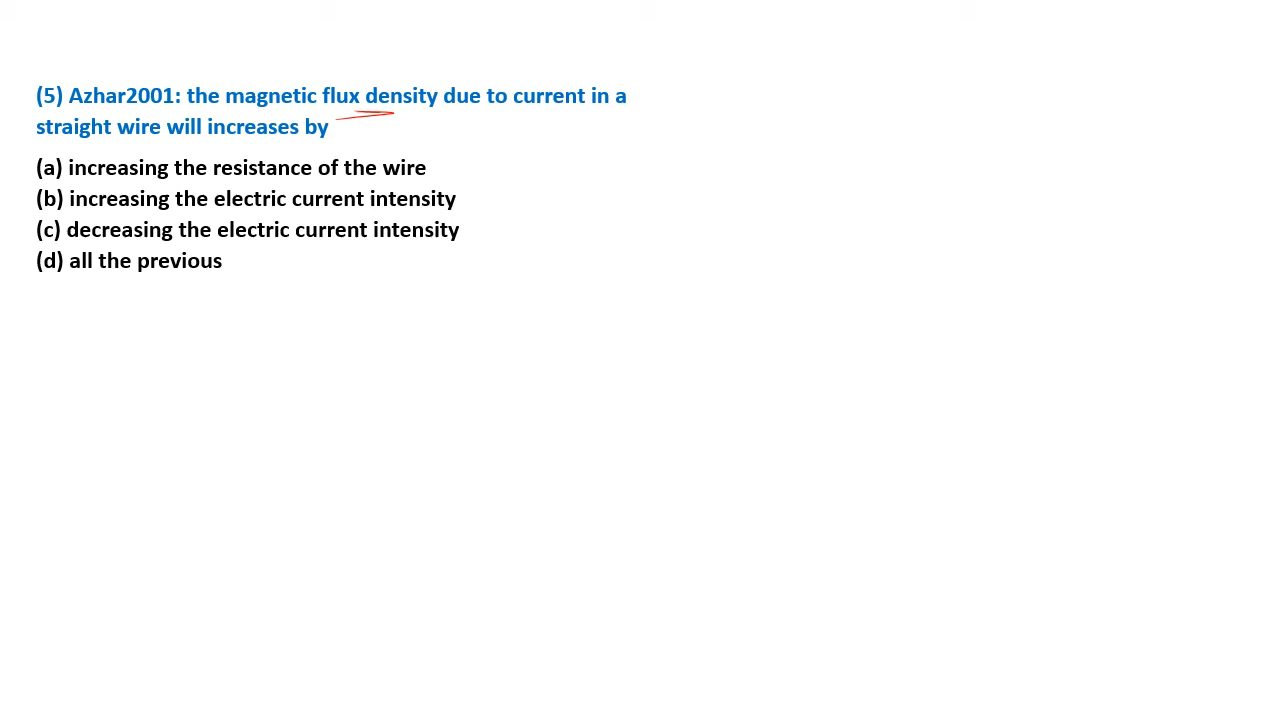 (5) Azhar2001: the magnetic flux density due to current in a
straight wire will increases by
(a) increasing the resistance of the wire
(b) increasing the electric current intensity
(c) decreasing the electric current intensity
(d) all the previous